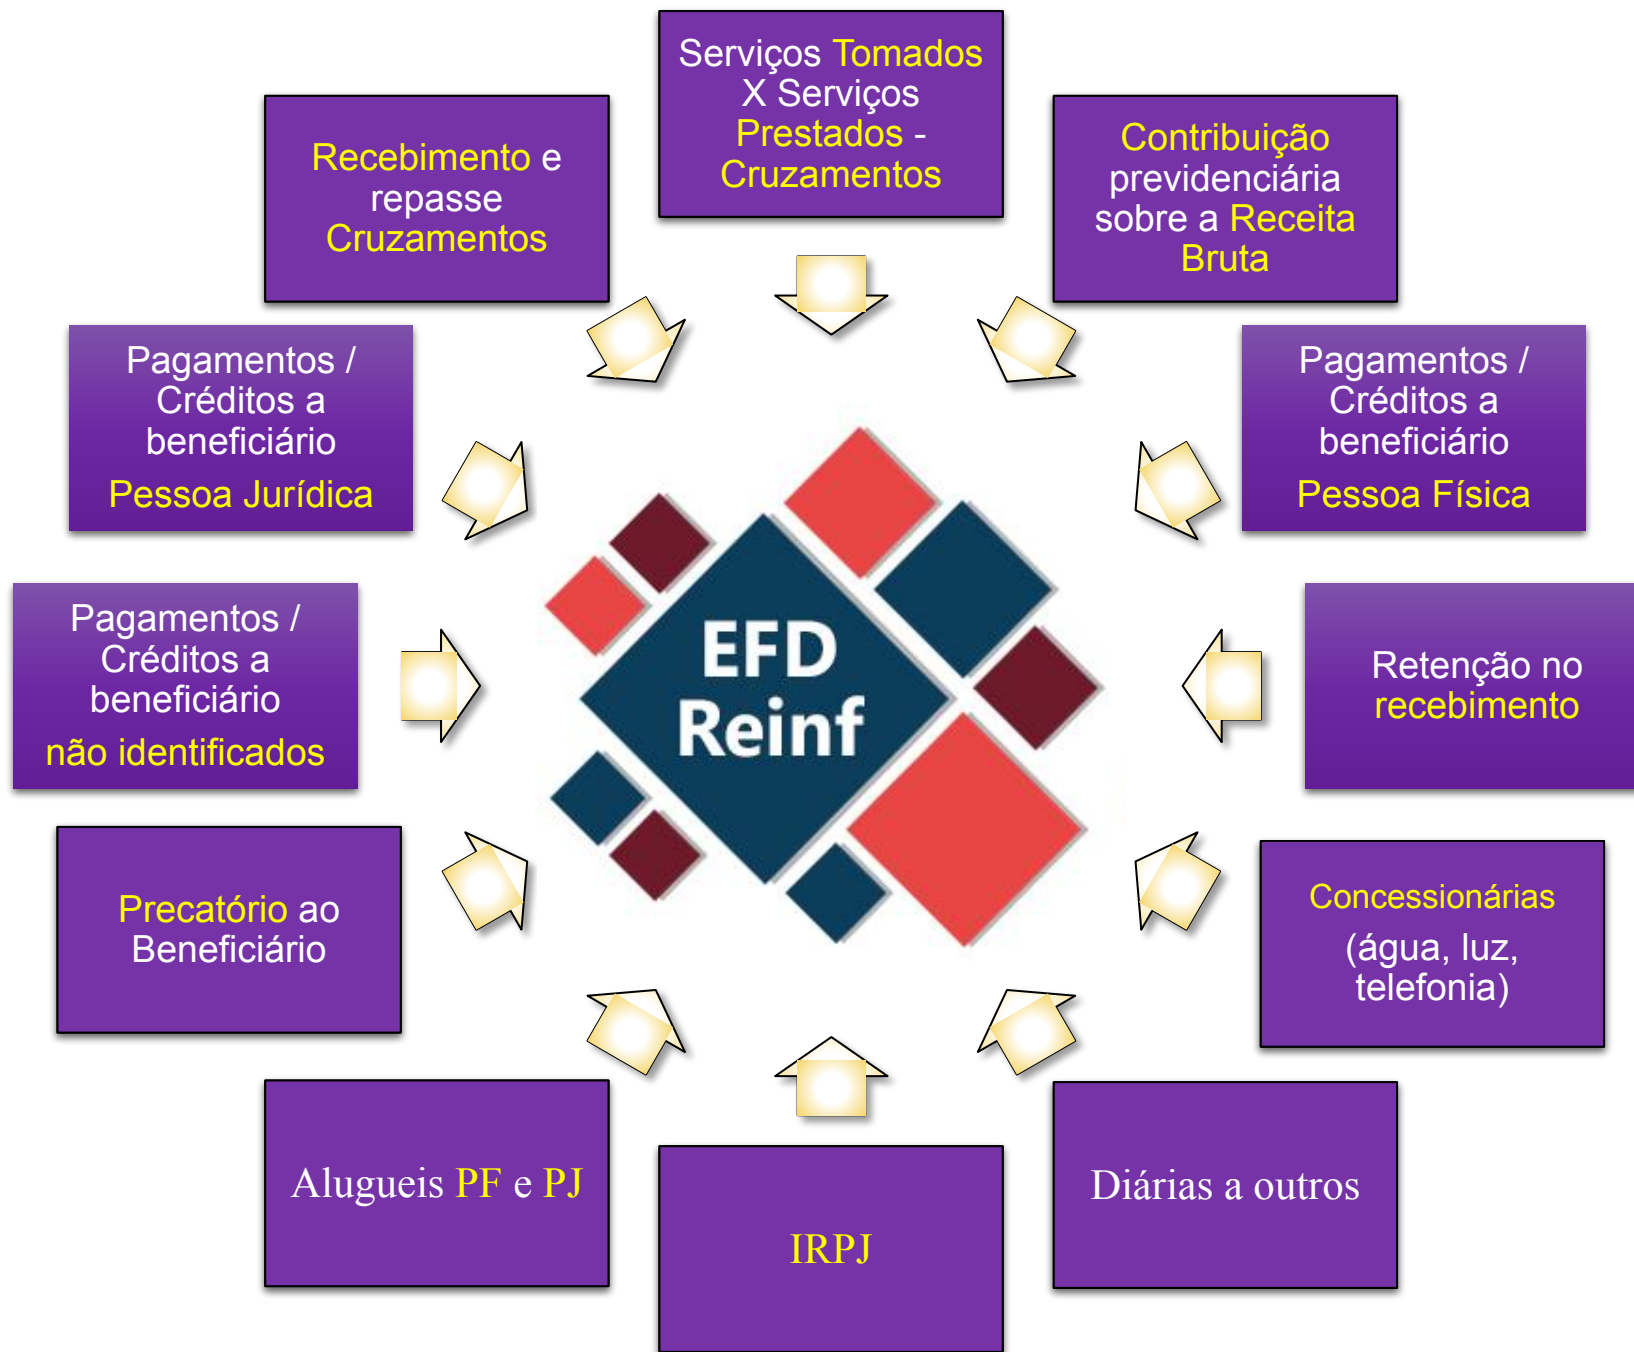 Serviços Tomados
X Serviços
Prestados -
Cruzamentos
Recebimento e
repasse
Cruzamentos
Contribuição
previdenciária
sobre a Receita
Bruta
Pagamentos /
Créditos a
beneficiário
Pessoa Jurídica
Pagamentos /
Créditos a
beneficiário
Pessoa Física
Pagamentos /
Créditos a
beneficiário
não identificados
EFD
Reinf
Retenção no
recebimento
Precatório ao
Beneficiário
Concessionárias
(água, luz,
telefonia)
Alugueis PF e PJ
IRPJ
Diárias a outros